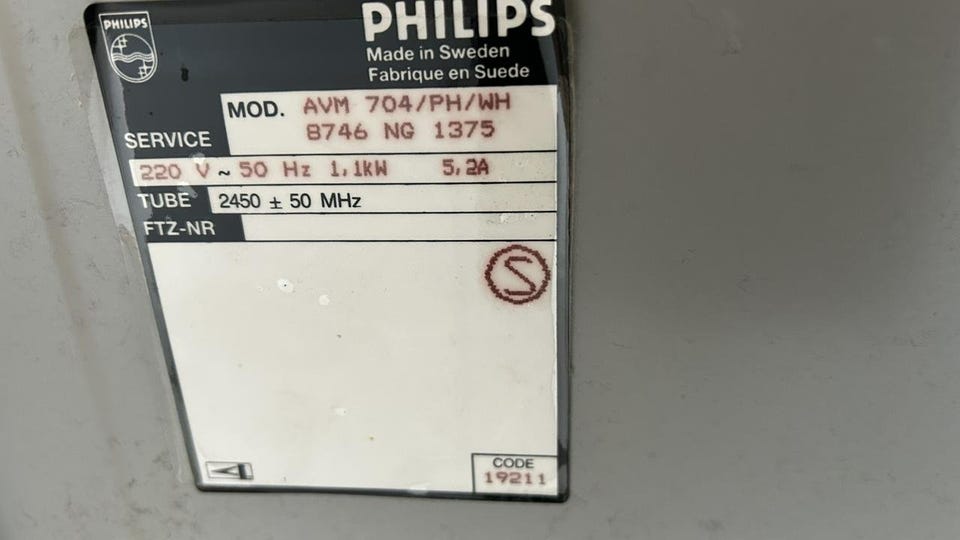 PHILIPS
PHILIPS
Made in Sweden
Fabrique en Suede
MOD. AVM 704/PH/WH
SERVICE 8746 NG 1375
220 V ~ 50 Hz 1,1kW 5,2A
TUBE 2450 ± 50 MHz
FTZ-NR
S
CODE
19211